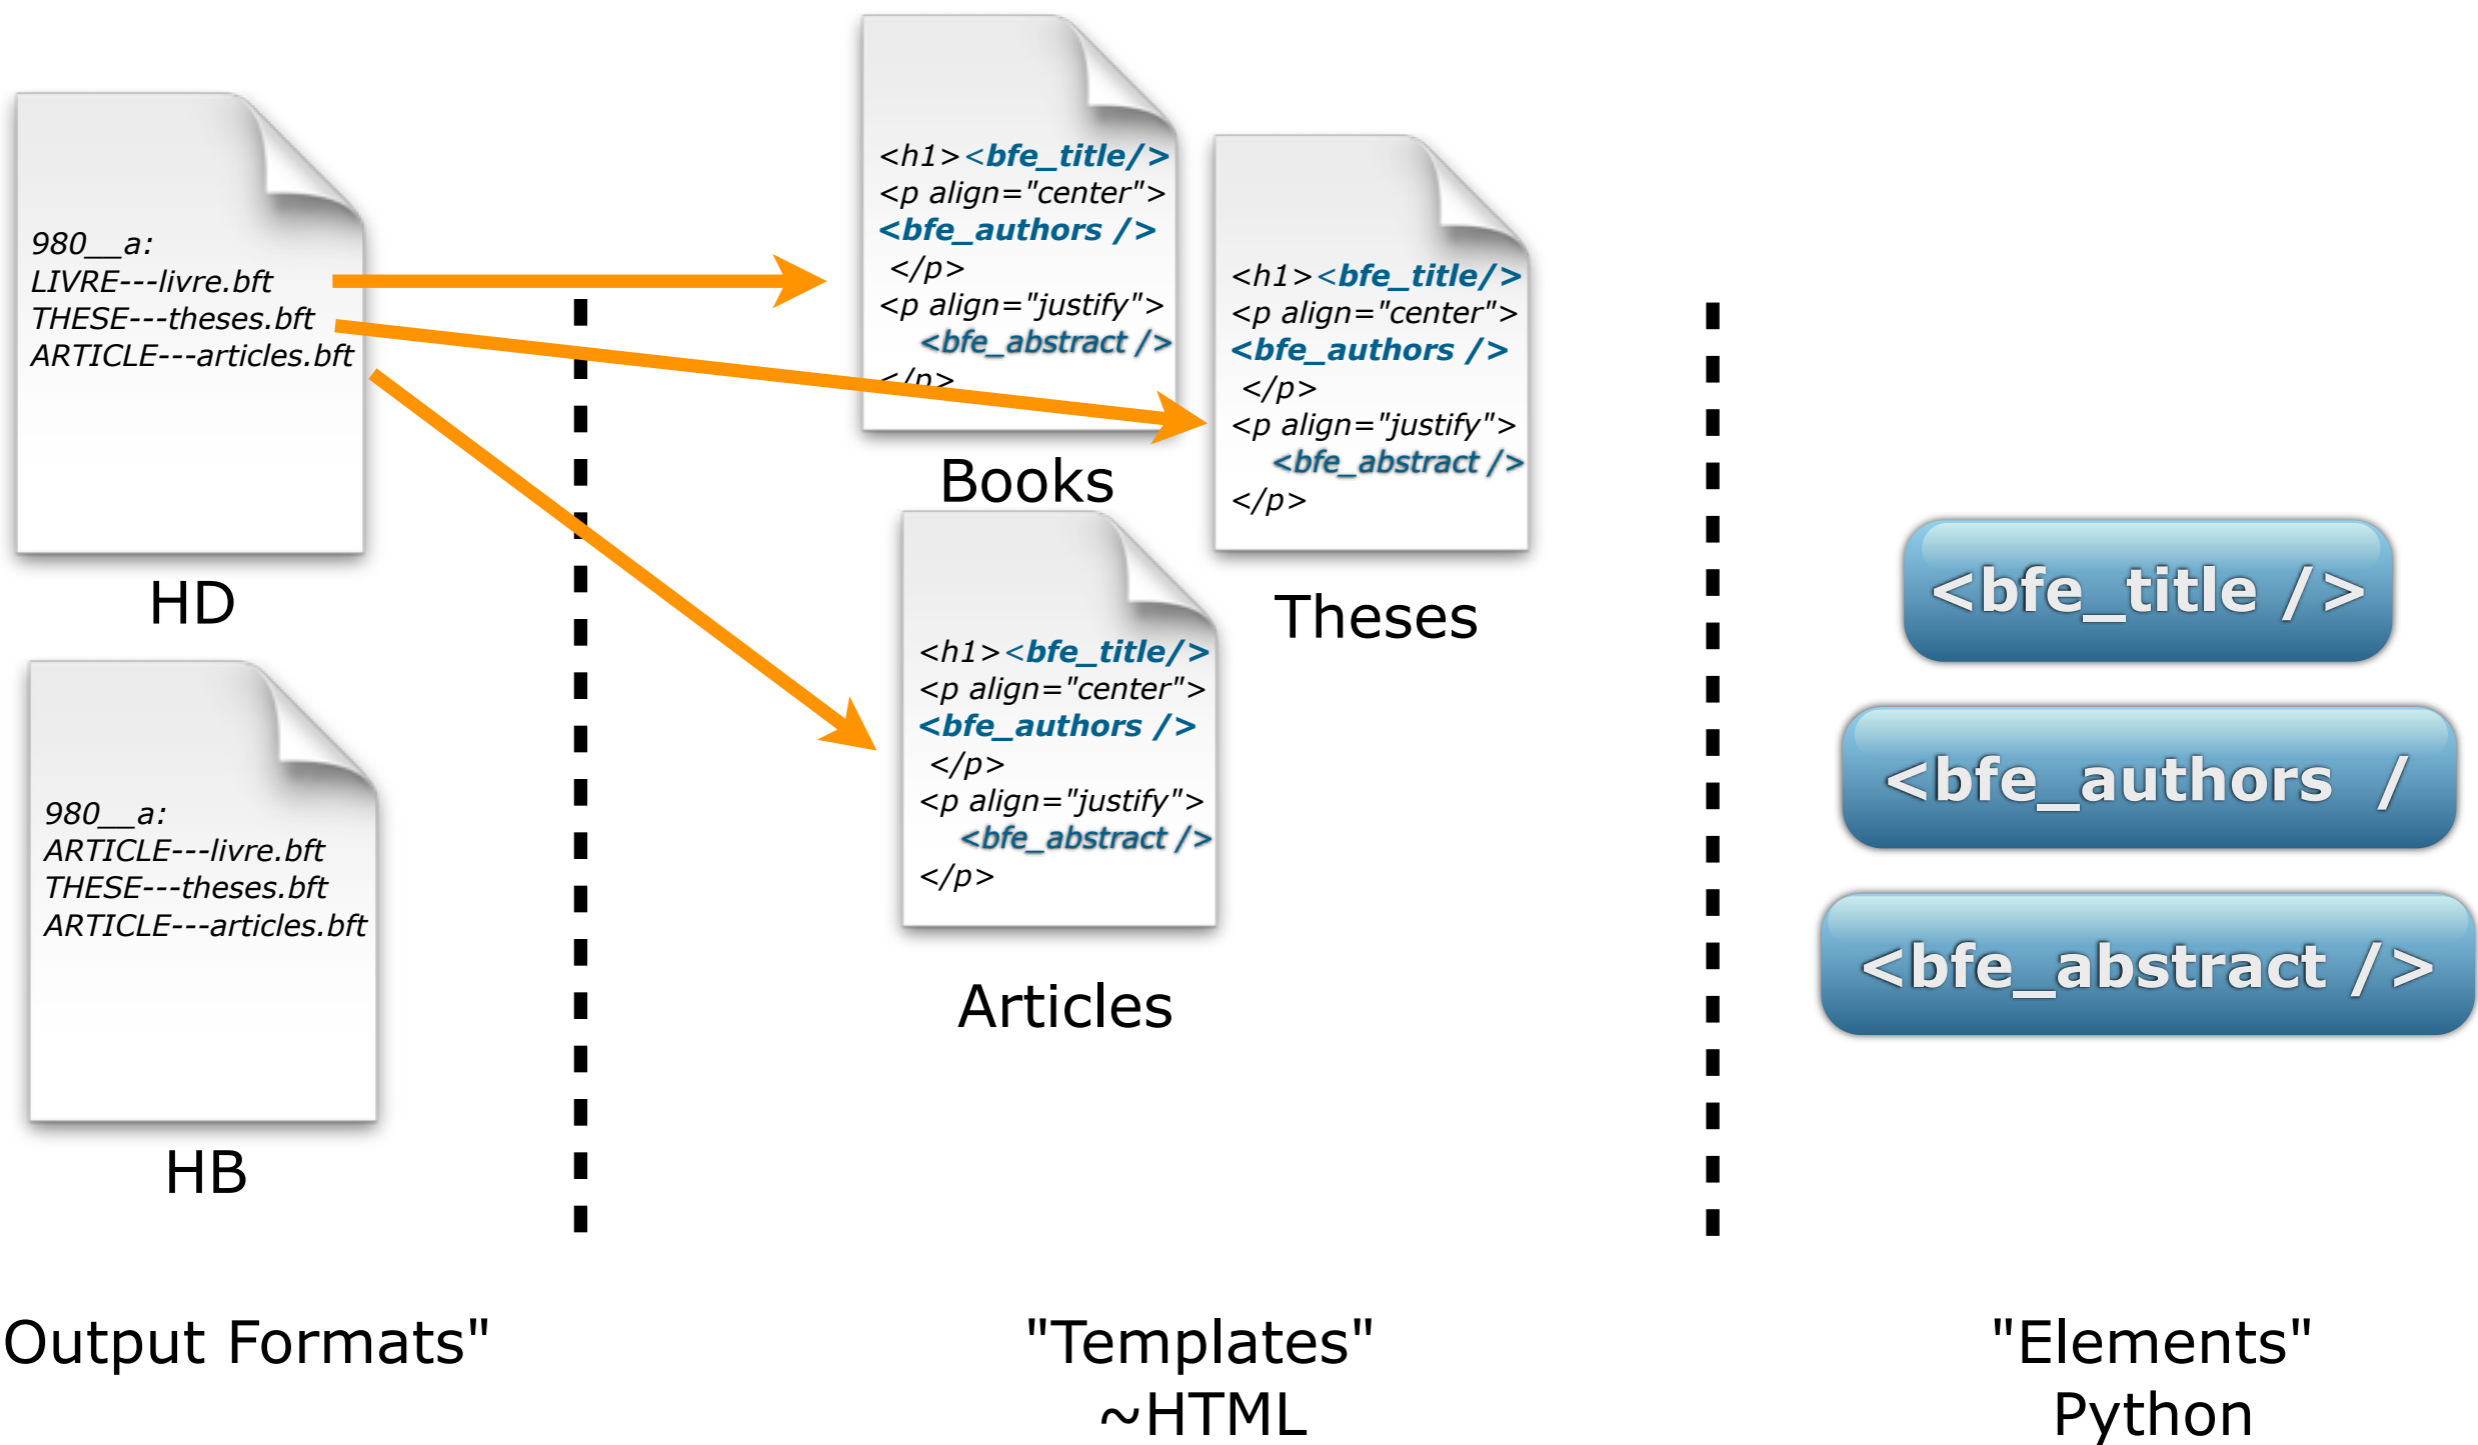 980__a:
LIVRE---livre.bft
THESE---theses.bft
ARTICLE---articles.bft
HD
980__a:
ARTICLE---livre.bft
THESE---theses.bft
ARTICLE---articles.bft
HB
Output Formats"
<h1><bfe_title/>
<p align="center">
<bfe_authors />
</p>
<p align="justify">
<bfe_abstract />
</p>
Books
<h1><bfe_title/>
<p align="center">
<bfe_authors />
</p>
<p align="justify">
<bfe_abstract />
</p>
Theses
<h1><bfe_title/>
<p align="center">
<bfe_authors />
</p>
<p align="justify">
<bfe_abstract />
</p>
Articles
"Templates"
~HTML
<bfe_title />
<bfe_authors /
<bfe_abstract />
"Elements"
Python